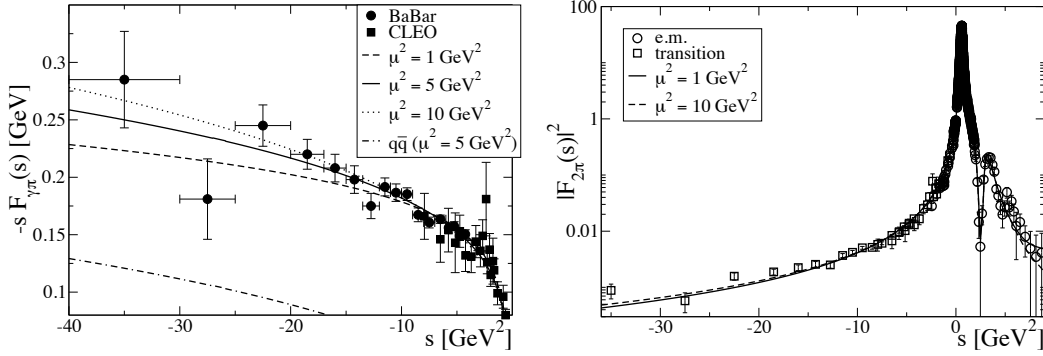 BaBar
CLEO
μ² = 1 GeV²
μ² = 5 GeV²
μ² = 10 GeV²
qq̅ (μ² = 5 GeV²)
-s F_γπ(s) [GeV]
0.3
0.25
0.2
0.15
0.1
-40 -30 -20 -10
s [GeV²]
e.m.
transition
μ² = 1 GeV²
μ² = 10 GeV²
|F_2π(s)|²
100
1
0.01
-30 -20 -10 0
s [GeV²]